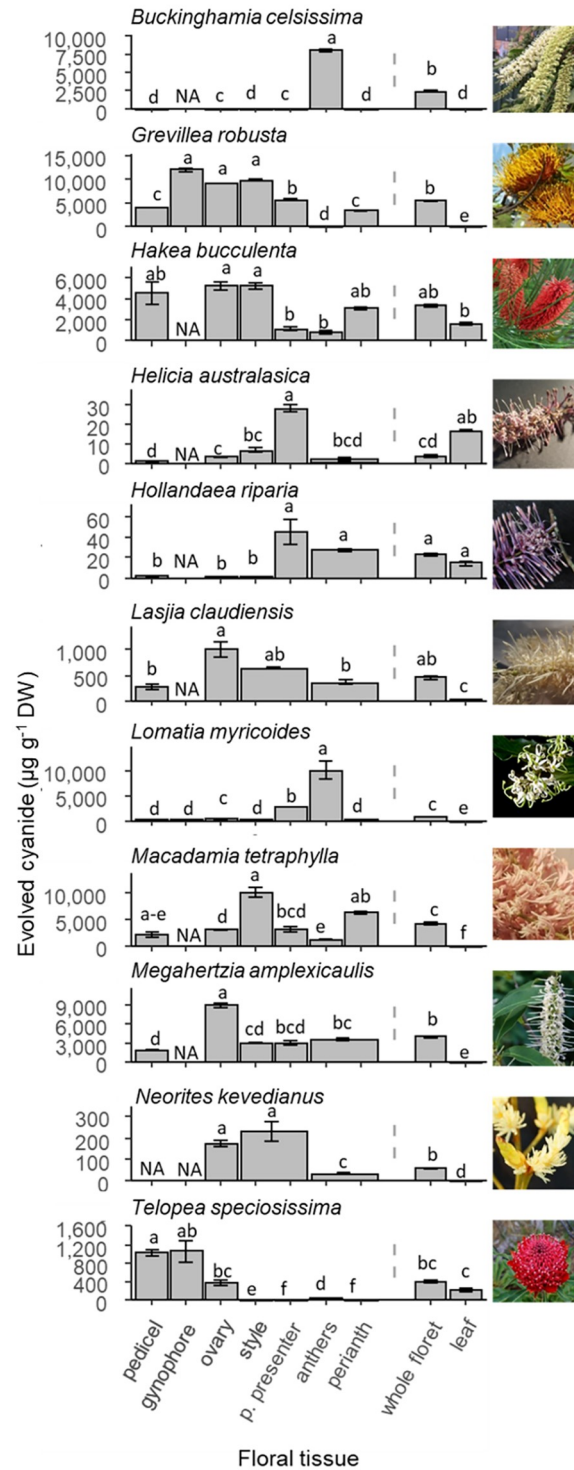 Evolved cyanide (µg g⁻¹ DW)
Buckinghamia celsissima
10,000
7,500
5,000
2,500
0
d NA c d c a d b d
Grevillea robusta
15,000
10,000
5,000
0
c a a a b d c b e
Hakea bucculenta
6,000
4,000
2,000
0
ab NA a a b b ab ab b
Helicia australasica
30
20
10
0
d NA c bc a bcd cd ab
Hollandaea riparia
60
40
20
0
b NA b b a a a a
Lasjia claudiensis
1,000
500
0
b NA a ab b ab c
Lomatia myricoides
10,000
5,000
0
d d c d b a d c e
Macadamia tetraphylla
10,000
5,000
0
a-e NA d a bcd e ab c f
Megahertzia amplexicaulis
9,000
6,000
3,000
0
d NA a cd bcd bc b e
Neorites kevedianus
300
200
100
0
NA NA a a c b d
Telopea speciosissima
1,600
1,200
800
400
0
a ab bc e f d f bc c
pedicel
gynophore
ovary
style
p. presenter
anthers
perianth
whole floret
leaf
Floral tissue